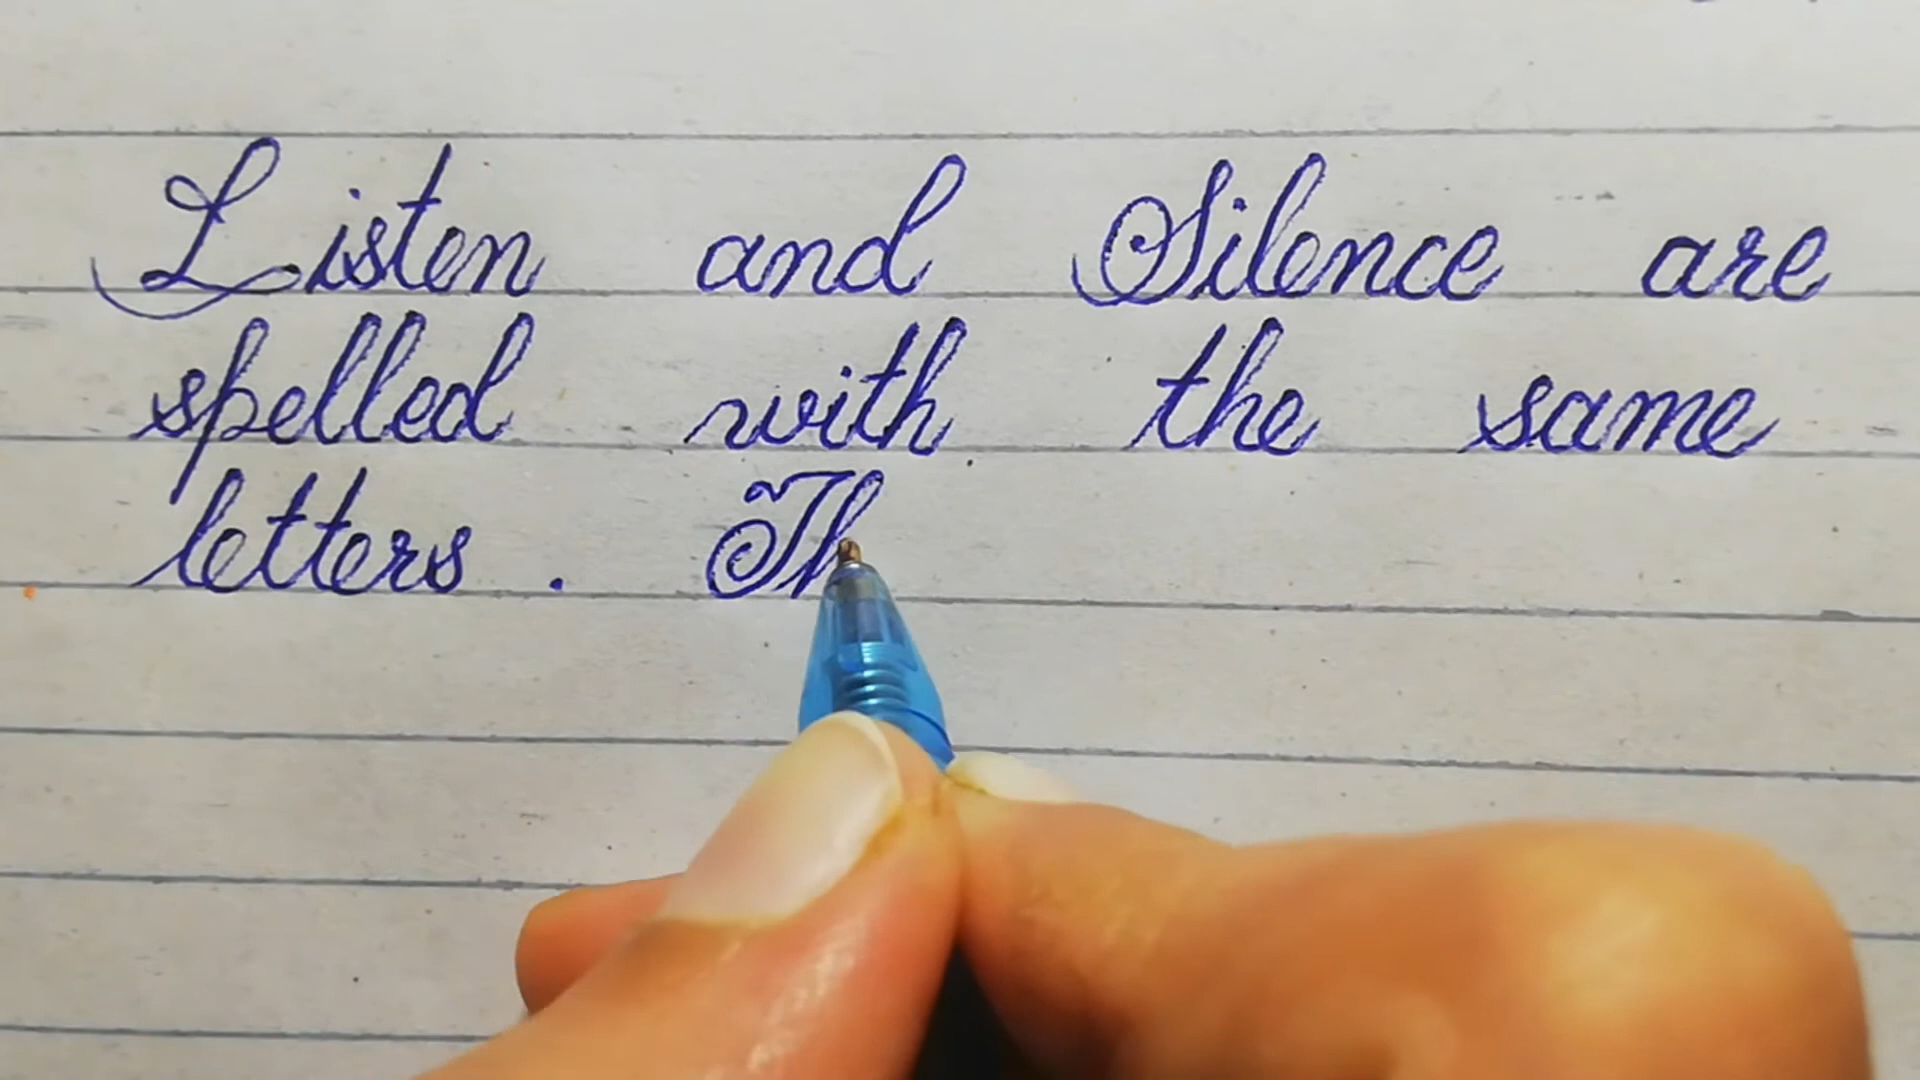 Listen and Silence are
spelled with the same
letters. Th